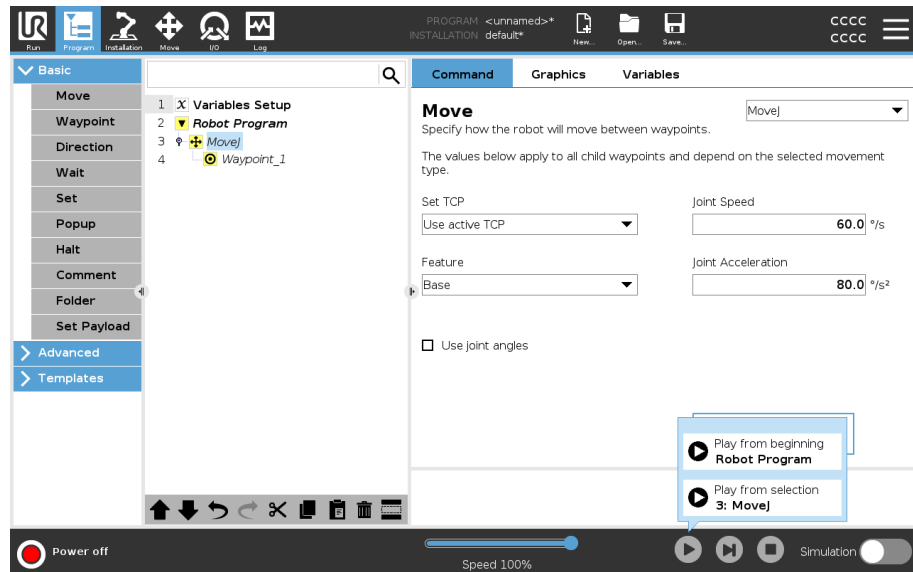 UR
PROGRAM <unnamed>*
INSTALLATION default*
CCCC
CCCC
Run Program Installation Move I/O Log New... Open... Save...
Basic
Command Graphics Variables
Move
Waypoint
Direction
Wait
Set
Popup
Halt
Comment
Folder
Set Payload
Advanced
Templates
1 X Variables Setup
2 Robot Program
3 MoveJ
4 Waypoint_1
Move
MoveJ
Specify how the robot will move between waypoints.
The values below apply to all child waypoints and depend on the selected movement
type.
Set TCP
Joint Speed
Use active TCP
60.0 °/s
Feature
Joint Acceleration
Base
80.0 °/s²
Use joint angles
Play from beginning
Robot Program
Play from selection
3: MoveJ
Power off
Speed 100%
Simulation